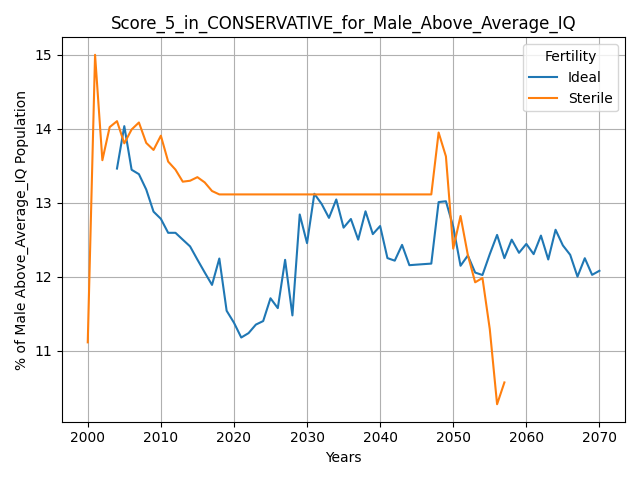 Score_5_in_CONSERVATIVE_for_Male_Above_Average_IQ
% of Male Above_Average_IQ Population
15
14
13
12
11
Fertility
Ideal
Sterile
2000 2010 2020 2030 2040 2050 2060 2070
Years